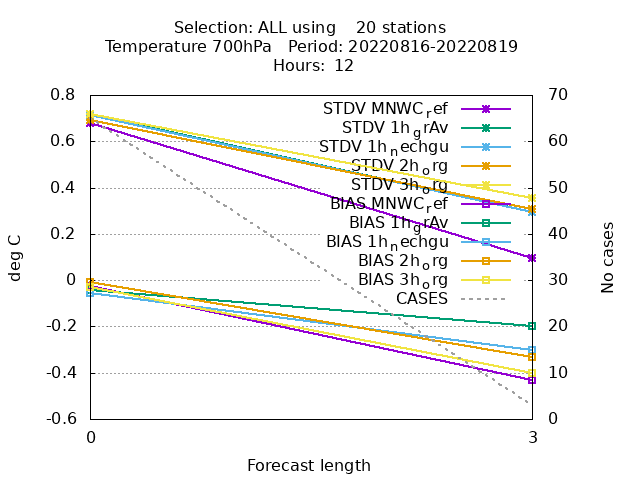 Selection: ALL using 20 stations
Temperature 700hPa Period: 20220816-20220819
Hours: 12
0.8
0.6
0.4
0.2
0
-0.2
-0.4
-0.6
70
60
50
40
30
20
10
0
deg C
No cases
STDV MNWC_ref
STDV 1h_grAv
STDV 1h_nechgu
STDV 2h_org
STDV 3h_org
BIAS MNWC_ref
BIAS 1h_grAv
BIAS 1h_nechgu
BIAS 2h_org
BIAS 3h_org
CASES
0 3
Forecast length